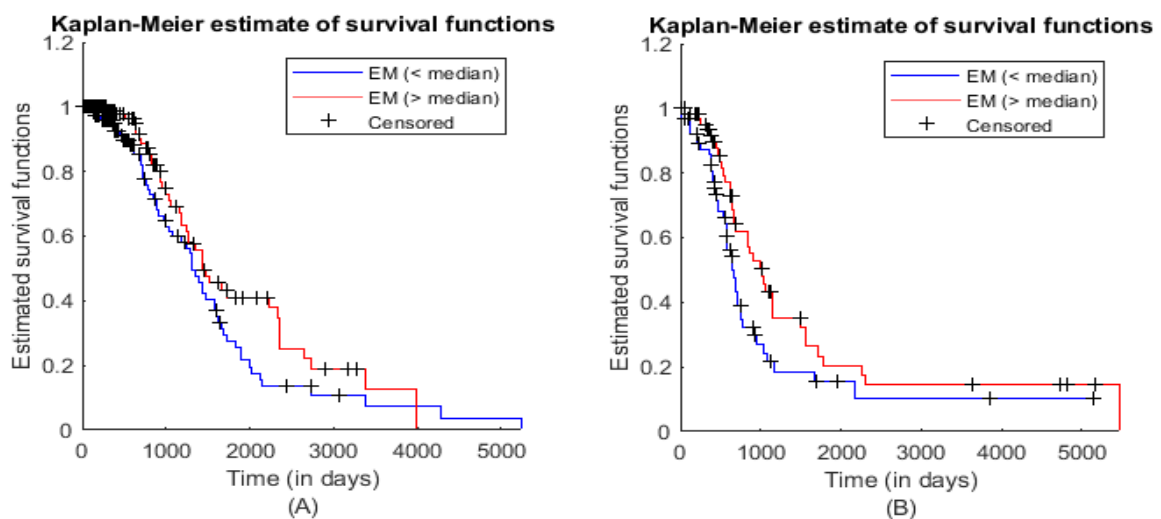 Kaplan-Meier estimate of survival functions
1.2
1
0.8
0.6
0.4
0.2
0
Estimated survival functions
EM (< median)
EM (> median)
Censored
0 1000 2000 3000 4000 5000
Time (in days)
(A)
Kaplan-Meier estimate of survival functions
1.2
1
0.8
0.6
0.4
0.2
0
Estimated survival functions
EM (< median)
EM (> median)
Censored
0 1000 2000 3000 4000 5000
Time (in days)
(B)